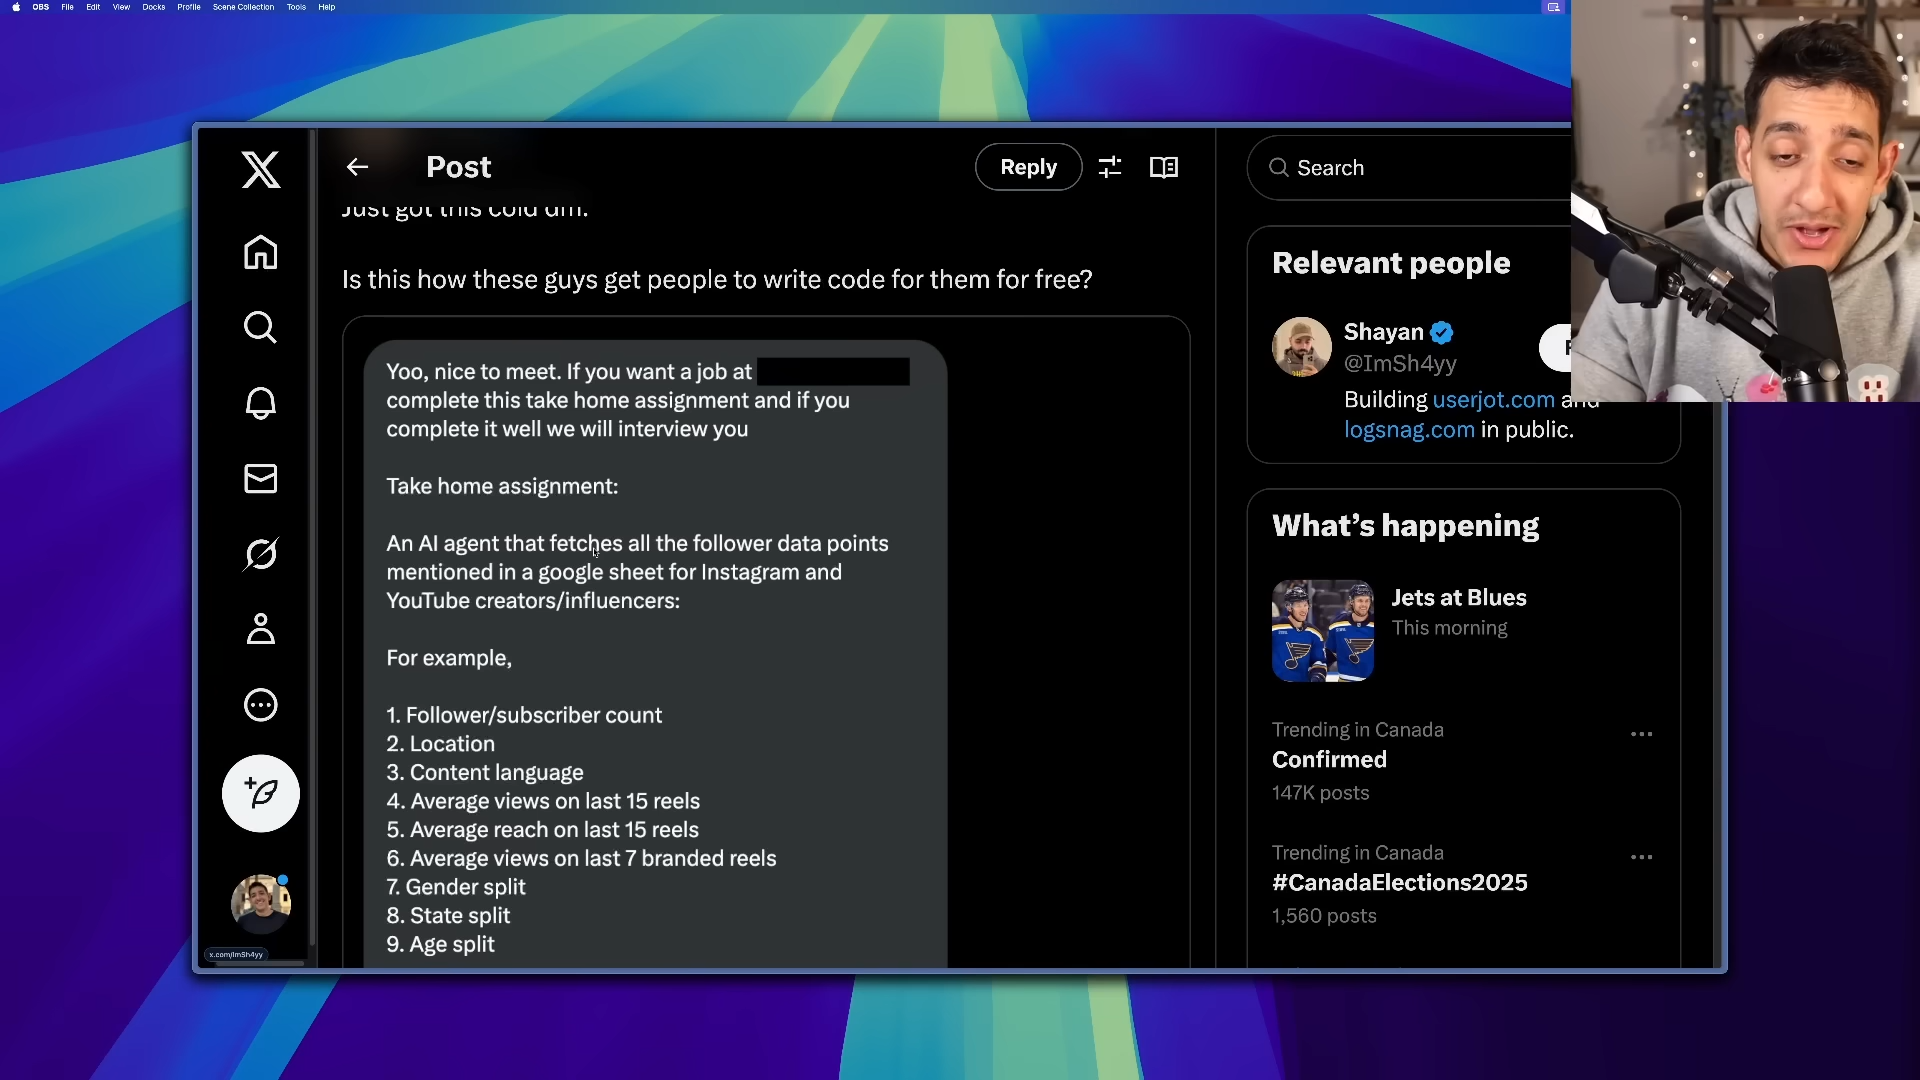 OBS File Edit View Docks Profile Scene Collection Tools Help
Post
Reply
Search
Just got this cold dm.
Is this how these guys get people to write code for them for free?
Yoo, nice to meet. If you want a job at
complete this take home assignment and if you
complete it well we will interview you
Take home assignment:
An AI agent that fetches all the follower data points
mentioned in a google sheet for Instagram and
YouTube creators/influencers:
For example,
1. Follower/subscriber count
2. Location
3. Content language
4. Average views on last 15 reels
5. Average reach on last 15 reels
6. Average views on last 7 branded reels
7. Gender split
8. State split
9. Age split
x.com/ImSh4yy
Relevant people
Shayan
@ImSh4yy
Building userjot.com and
logsnag.com in public.
What's happening
Jets at Blues
This morning
Trending in Canada
Confirmed
147K posts
Trending in Canada
#CanadaElections2025
1,560 posts